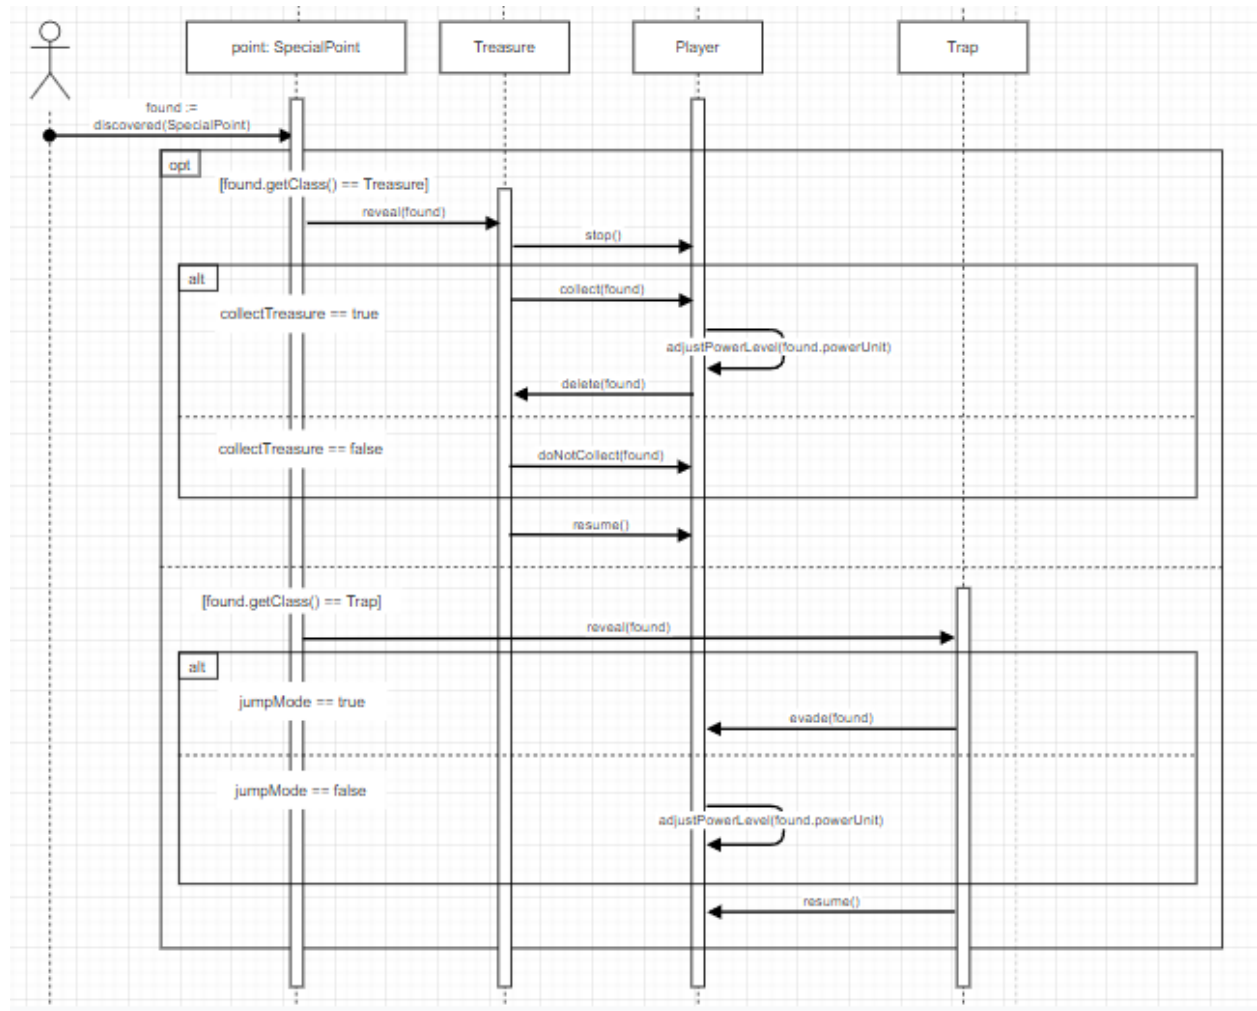 point: SpecialPoint
Treasure
Player
Trap
found :=
discovered(SpecialPoint)
opt
[found.getClass() == Treasure]
reveal(found)
stop()
alt
collect(found)
collectTreasure == true
adjustPowerLevel(found.powerUnit)
delete(found)
collectTreasure == false
doNotCollect(found)
resume()
[found.getClass() == Trap]
reveal(found)
alt
jumpMode == true
evade(found)
jumpMode == false
adjustPowerLevel(found.powerUnit)
resume()